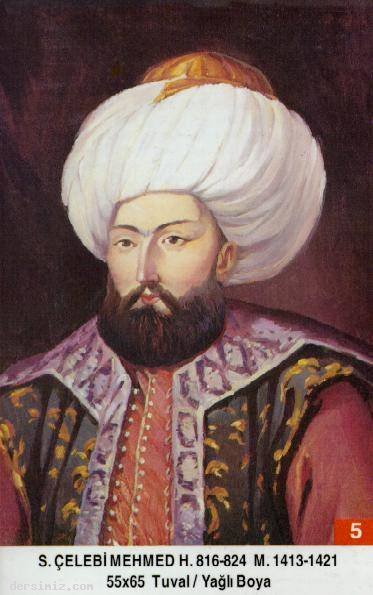 5
S. ÇELEBİ MEHMED H. 816-824 M. 1413-1421
55x65 Tuval / Yağlı Boya
dersimiz.com